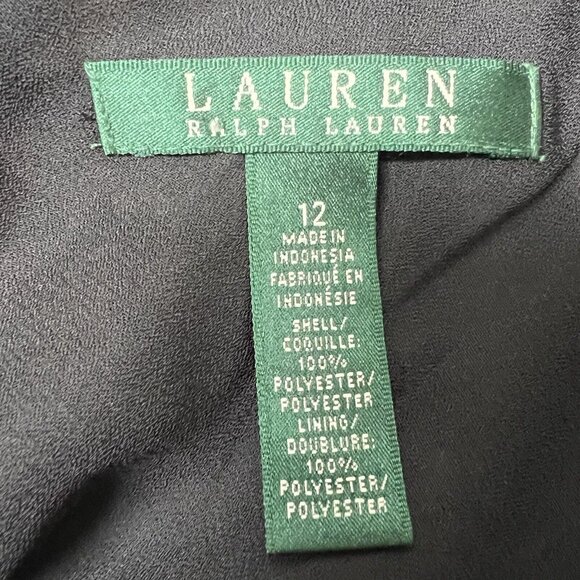 LAUREN
RALPH LAUREN
12
MADE IN
INDONESIA
FABRIQUÉ EN
INDONÉSIE
SHELL/
COQUILLE:
100%
POLYESTER/
POLYESTER
LINING/
DOUBLURE:
100%
POLYESTER/
POLYESTER